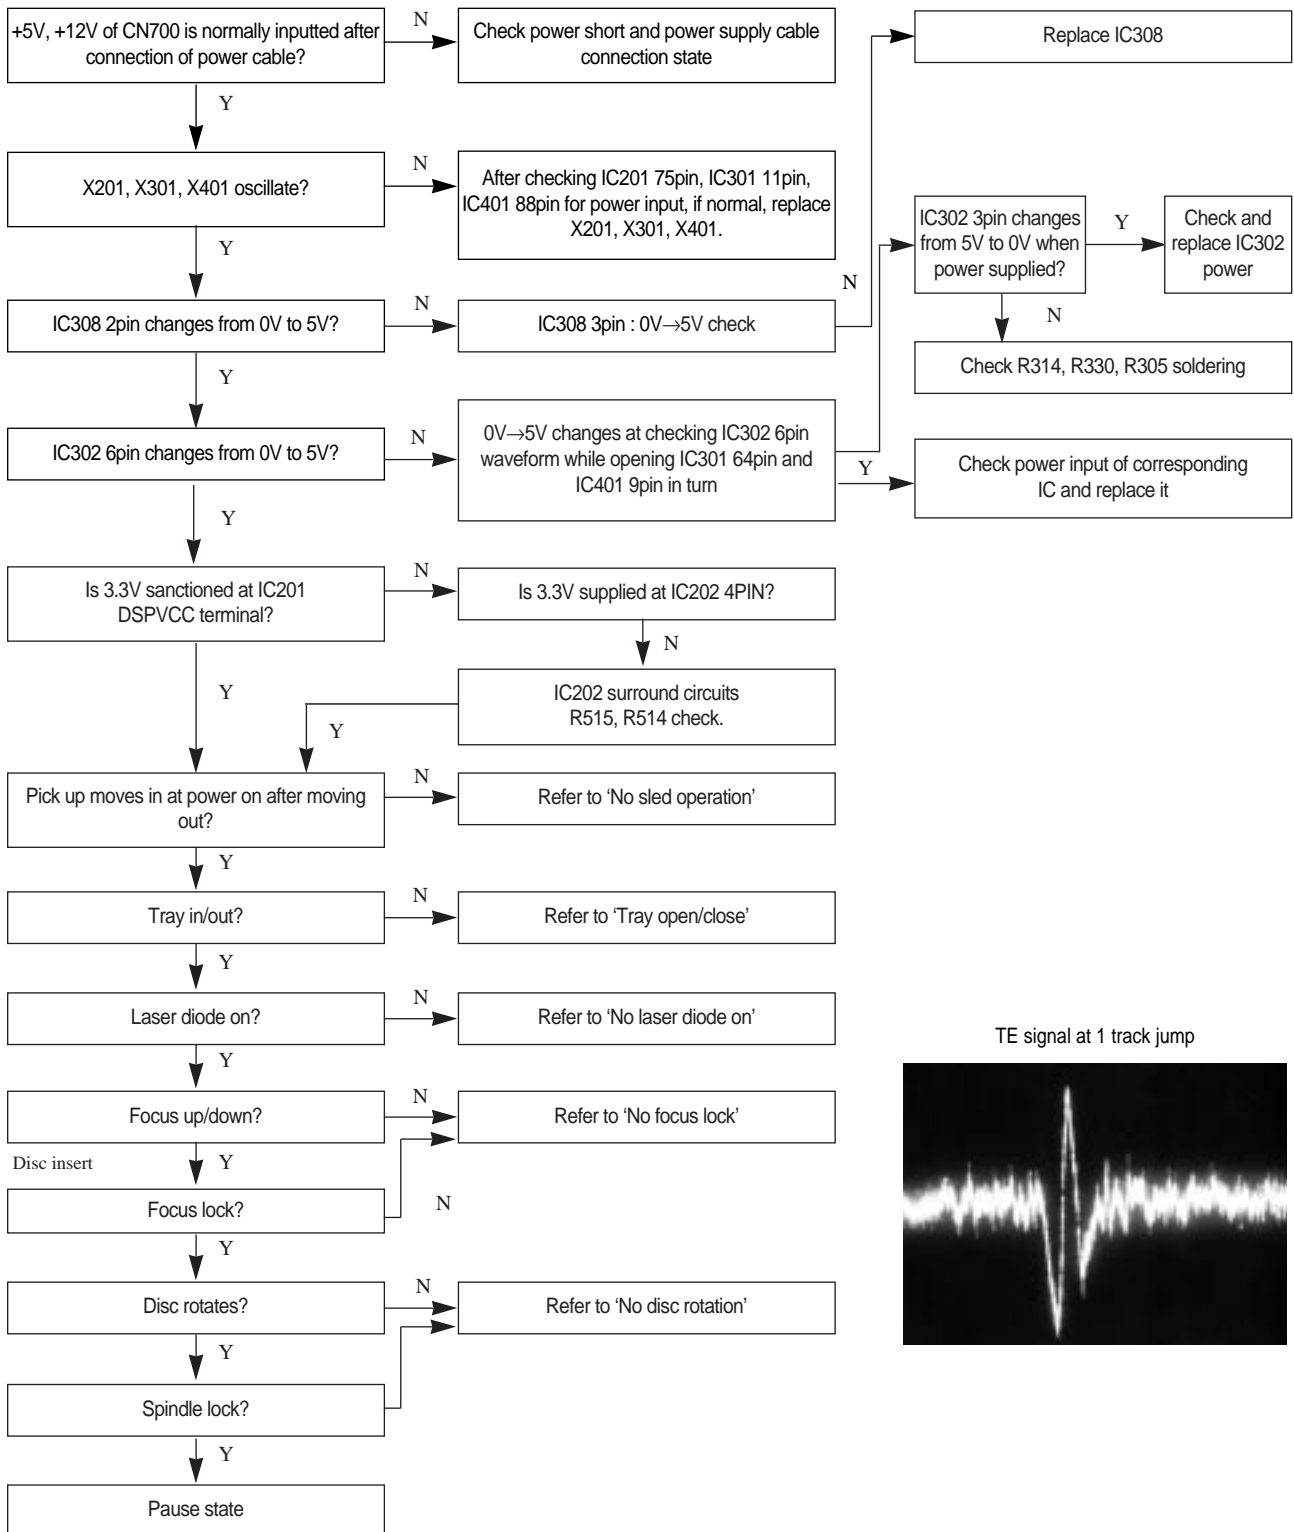 +5V, +12V of CN700 is normally inputted after
connection of power cable?
N
Check power short and power supply cable
connection state
Replace IC308
Y
X201, X301, X401 oscillate?
N
After checking IC201 75pin, IC301 11pin,
IC401 88pin for power input, if normal, replace
X201, X301, X401.
IC302 3pin changes
from 5V to 0V when
power supplied?
Y
Check and
replace IC302
power
Y
N
N
IC308 2pin changes from 0V to 5V?
N
IC308 3pin : 0V→5V check
Check R314, R330, R305 soldering
Y
IC302 6pin changes from 0V to 5V?
N
0V→5V changes at checking IC302 6pin
waveform while opening IC301 64pin and
IC401 9pin in turn
Y
Check power input of corresponding
IC and replace it
Y
Is 3.3V sanctioned at IC201
DSPVCC terminal?
N
Is 3.3V supplied at IC202 4PIN?
N
Y
IC202 surround circuits
R515, R514 check.
Y
Pick up moves in at power on after moving
out?
N
Refer to ‘No sled operation’
Y
Tray in/out?
N
Refer to ‘Tray open/close’
Y
Laser diode on?
N
Refer to ‘No laser diode on’
TE signal at 1 track jump
Y
Focus up/down?
N
Refer to ‘No focus lock’
Disc insert
Y
Focus lock?
N
Y
Disc rotates?
N
Refer to ‘No disc rotation’
Y
Spindle lock?
Y
Pause state